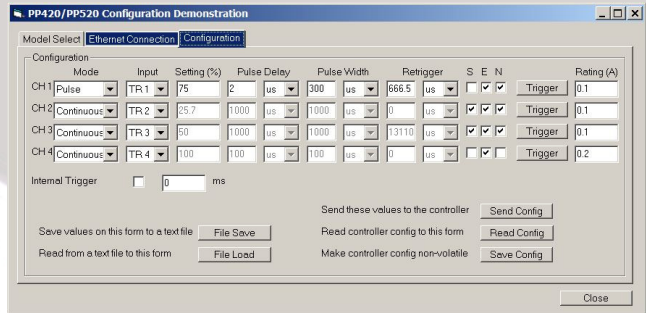 PP420/PP520 Configuration Demonstration
Model Select Ethernet Connection Configuration
Configuration
Mode Input Setting (%) Pulse Delay Pulse Width Retrigger S E N Rating (A)
CH 1 Pulse TR 1 75 2 us 300 us 666.5 us Trigger 0.1
CH 2 Continuous TR 2 25.7 1000 us 1000 us 0 us Trigger 0.1
CH 3 Continuous TR 3 50 1000 us 1000 us 13110 us Trigger 0.1
CH 4 Continuous TR 4 100 100 us 100 us 0 us Trigger 0.2
Internal Trigger 0 ms
Send these values to the controller Send Config
Save values on this form to a text file File Save Read controller config to this form Read Config
Read from a text file to this form File Load Make controller config non-volatile Save Config
Close